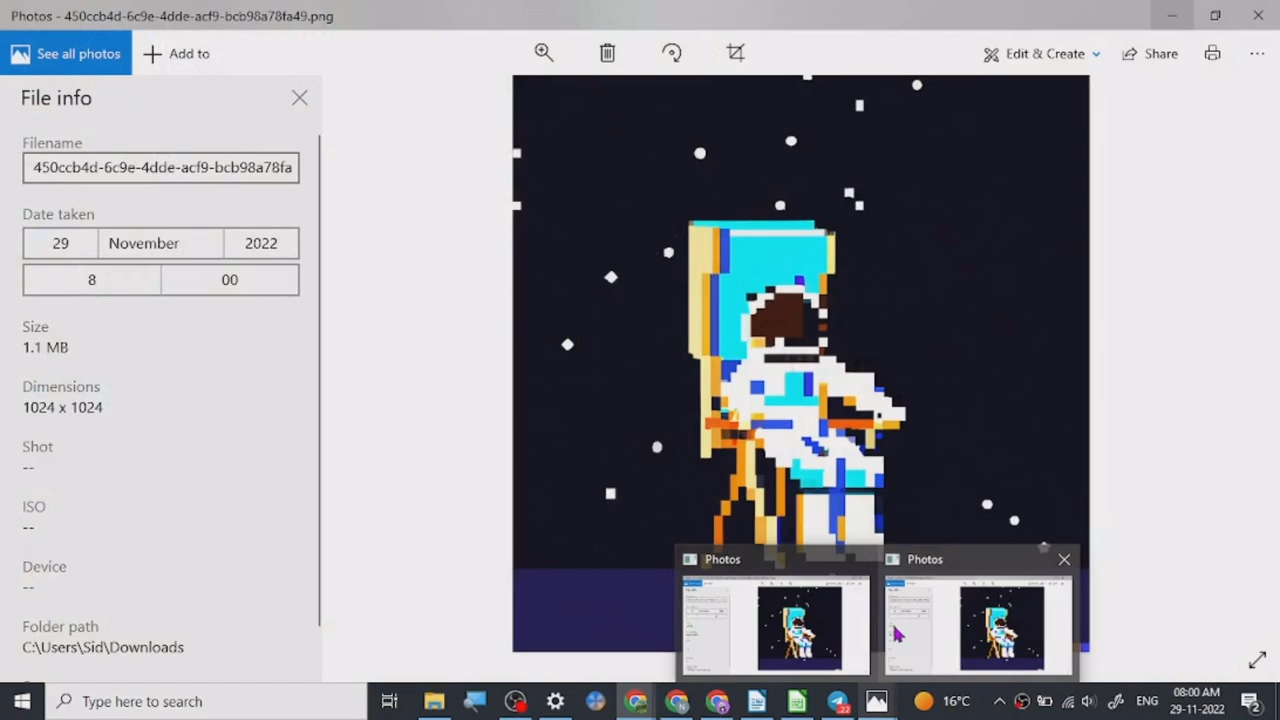 Photos - 450ccb4d-6c9e-4dde-acf9-bcb98a78fa49.png
See all photos
Add to
Edit & Create
Share
File info
Filename
450ccb4d-6c9e-4dde-acf9-bcb98a78fa
Date taken
29 November 2022
8 00
Size
1.1 MB
Dimensions
1024 x 1024
Shot
--
ISO
--
Device
--
Folder path
C:\Users\Sid\Downloads
Photos
Photos
Type here to search
22
16°C
ENG
08:00 AM
29-11-2022
2